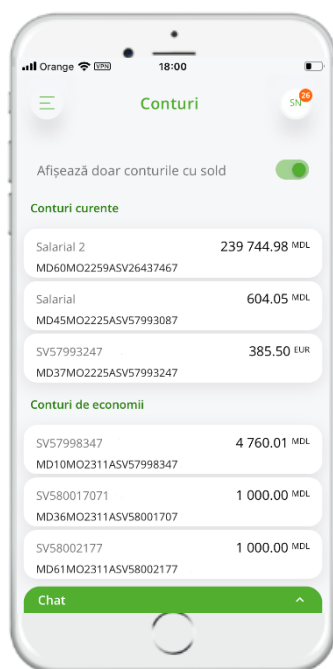 Orange VPN 18:00
Conturi
SN
26
Afișează doar conturile cu sold
Conturi curente
Salarial 2 239 744.98 MDL
MD60MO2259ASV26437467
Salarial 604.05 MDL
MD45MO2225ASV57993087
SV57993247 385.50 EUR
MD37MO2225ASV57993247
Conturi de economii
SV57998347 4 760.01 MDL
MD10MO2311ASV57998347
SV580017071 1 000.00 MDL
MD36MO2311ASV58001707
SV58002177 1 000.00 MDL
MD61MO2311ASV58002177
Chat